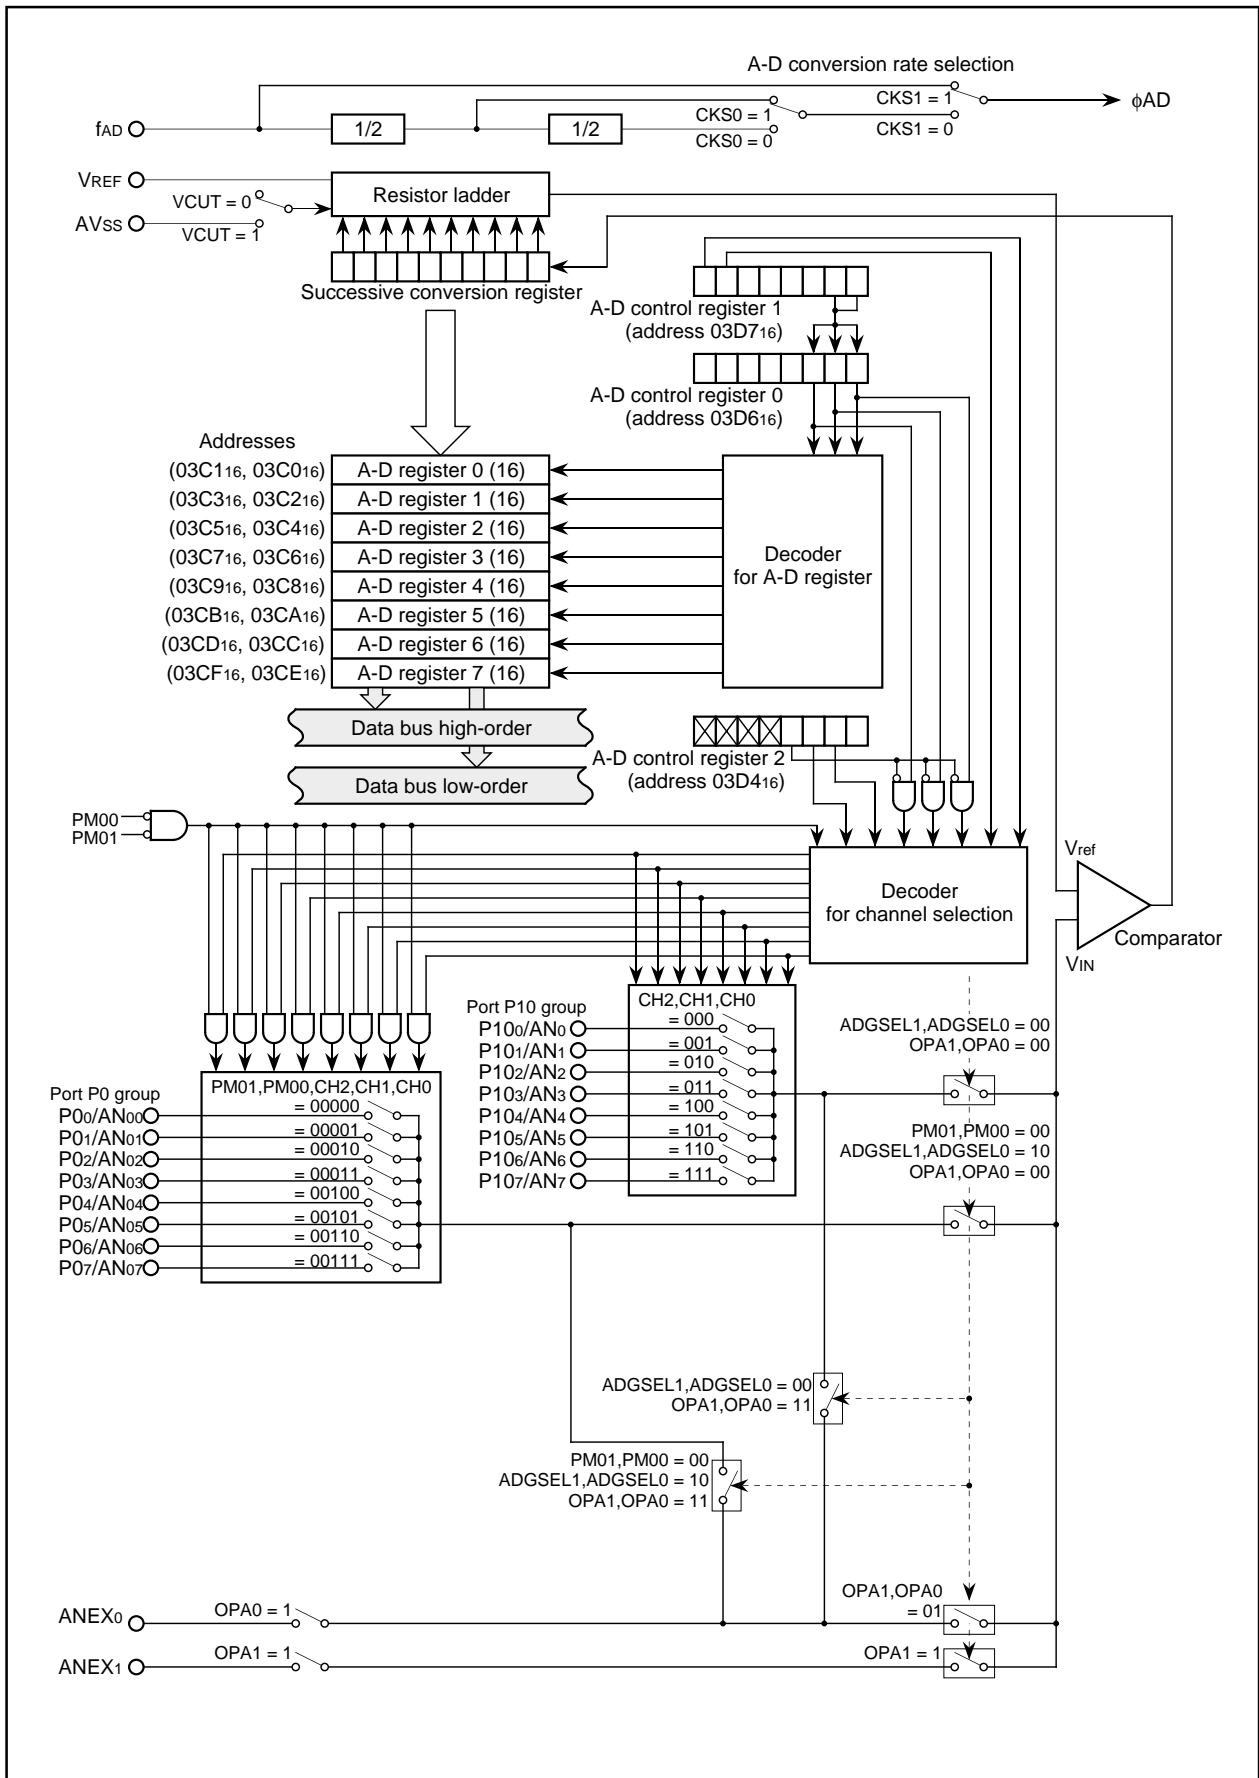 A-D conversion rate selection
CKS1 = 1
φAD
CKS0 = 1
fAD
1/2
1/2
CKS1 = 0
CKS0 = 0
VREF
Resistor ladder
VCUT = 0
AVSS
VCUT = 1
Successive conversion register
A-D control register 1
(address 03D716)
A-D control register 0
(address 03D616)
Addresses
(03C116, 03C016)
A-D register 0 (16)
(03C316, 03C216)
A-D register 1 (16)
(03C516, 03C416)
A-D register 2 (16)
(03C716, 03C616)
A-D register 3 (16)
(03C916, 03C816)
A-D register 4 (16)
(03CB16, 03CA16)
A-D register 5 (16)
(03CD16, 03CC16)
A-D register 6 (16)
(03CF16, 03CE16)
A-D register 7 (16)
Decoder
for A-D register
Data bus high-order
Data bus low-order
A-D control register 2
(address 03D416)
PM00
PM01
Decoder
for channel selection
Vref
Comparator
VIN
Port P10 group
CH2,CH1,CH0
P100/AN0
= 000
P101/AN1
= 001
P102/AN2
= 010
P103/AN3
= 011
P104/AN4
= 100
P105/AN5
= 101
P106/AN6
= 110
P107/AN7
= 111
ADGSEL1,ADGSEL0 = 00
OPA1,OPA0 = 00
Port P0 group
PM01,PM00,CH2,CH1,CH0
P00/AN00
= 00000
P01/AN01
= 00001
P02/AN02
= 00010
P03/AN03
= 00011
P04/AN04
= 00100
P05/AN05
= 00101
P06/AN06
= 00110
P07/AN07
= 00111
PM01,PM00 = 00
ADGSEL1,ADGSEL0 = 10
OPA1,OPA0 = 00
ADGSEL1,ADGSEL0 = 00
OPA1,OPA0 = 11
PM01,PM00 = 00
ADGSEL1,ADGSEL0 = 10
OPA1,OPA0 = 11
ANEX0
OPA0 = 1
OPA1,OPA0
= 01
ANEX1
OPA1 = 1
OPA1 = 1